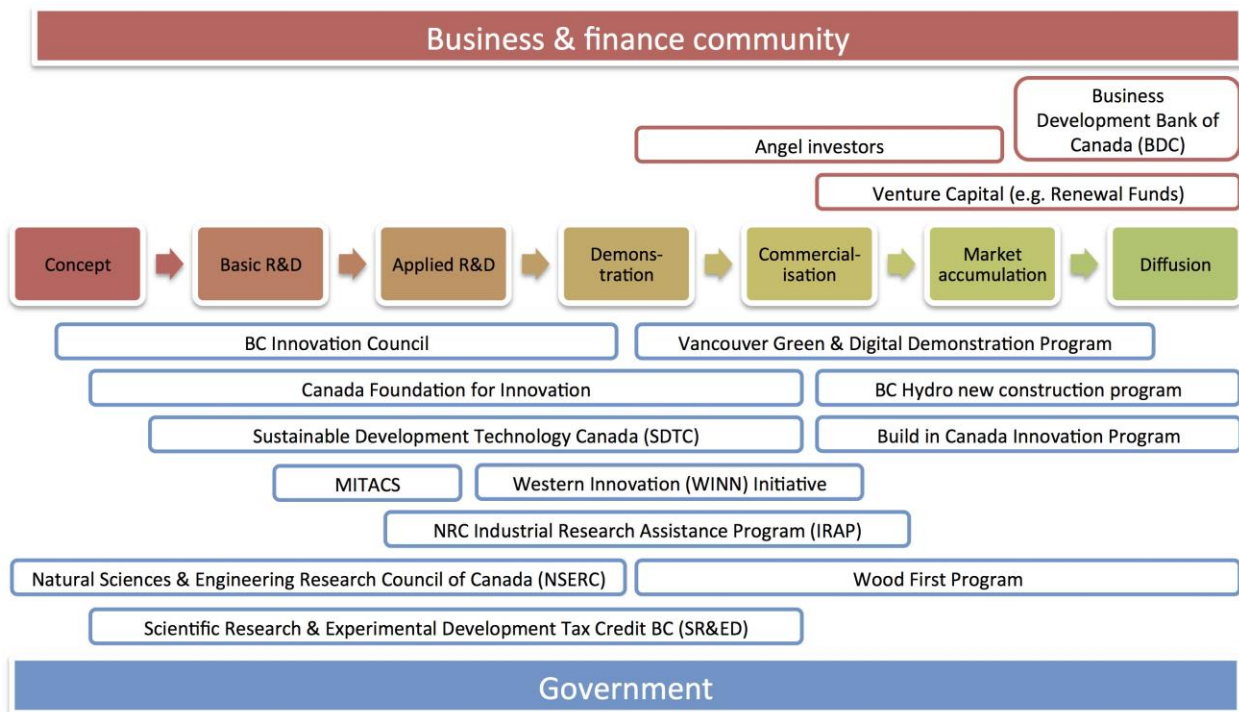 Business & finance community
Business
Development Bank of
Canada (BDC)
Angel investors
Venture Capital (e.g. Renewal Funds)
Concept
Basic R&D
Applied R&D
Demons-
tration
Commercial-
isation
Market
accumulation
Diffusion
BC Innovation Council
Vancouver Green & Digital Demonstration Program
Canada Foundation for Innovation
BC Hydro new construction program
Sustainable Development Technology Canada (SDTC)
Build in Canada Innovation Program
MITACS
Western Innovation (WINN) Initiative
NRC Industrial Research Assistance Program (IRAP)
Natural Sciences & Engineering Research Council of Canada (NSERC)
Wood First Program
Scientific Research & Experimental Development Tax Credit BC (SR&ED)
Government